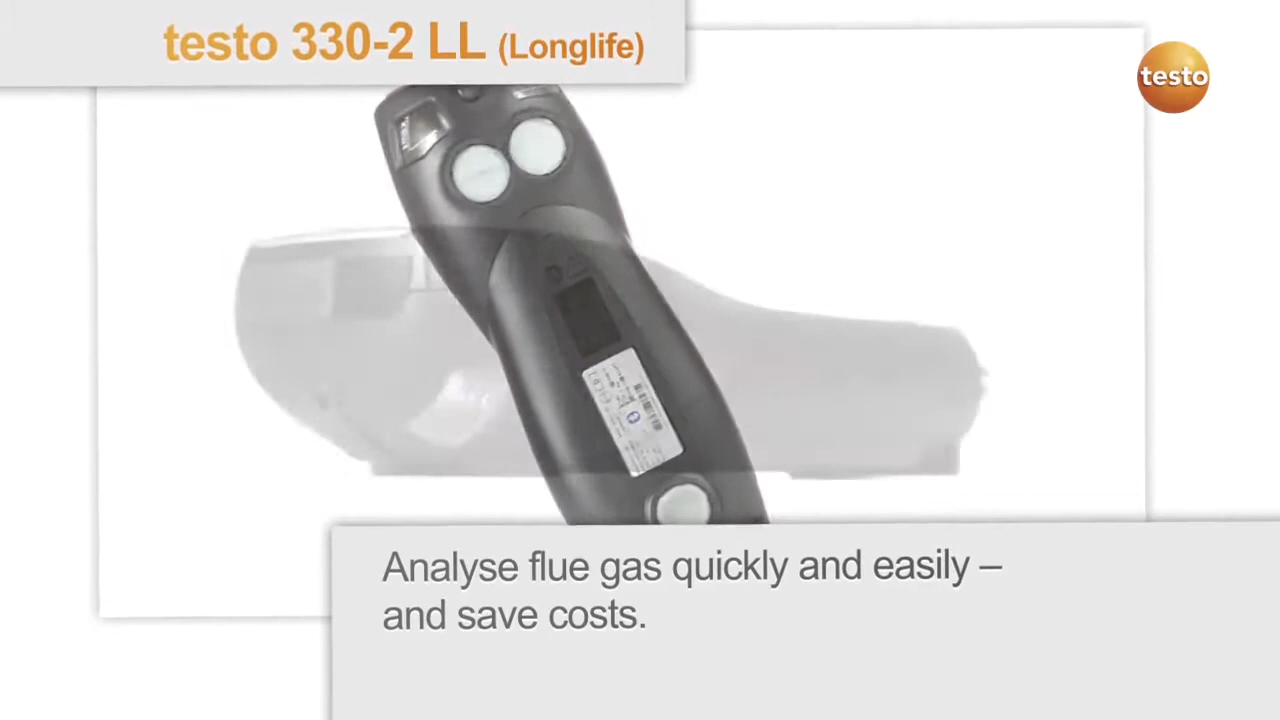 testo 330-2 LL (Longlife)
testo
Analyse flue gas quickly and easily –
and save costs.